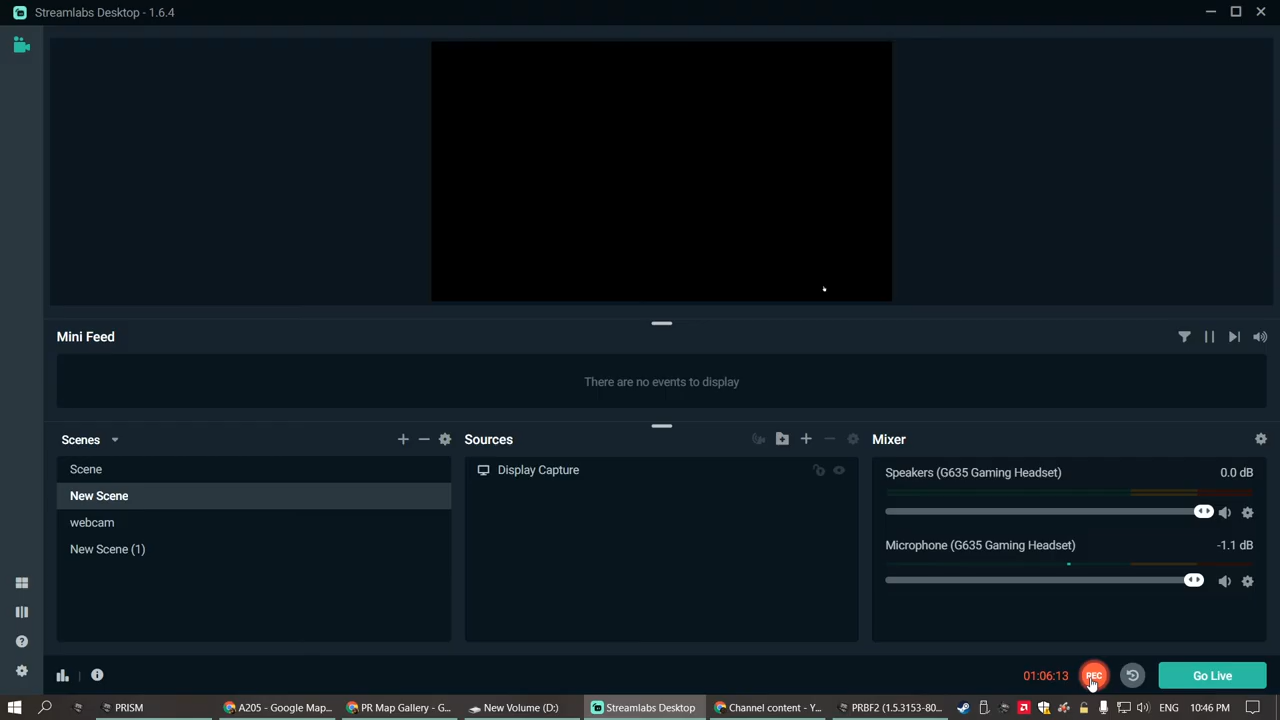 Streamlabs Desktop - 1.6.4
Mini Feed
There are no events to display
Scenes
Sources
Mixer
Scene
New Scene
webcam
New Scene (1)
Display Capture
Speakers (G635 Gaming Headset) 0.0 dB
Microphone (G635 Gaming Headset) -1.1 dB
01:06:13 REC Go Live
PRISM A205 - Google Map... PR Map Gallery - G... New Volume (D:) Streamlabs Desktop Channel content - Y... PRBF2 (1.5.3153-80... ENG 10:46 PM